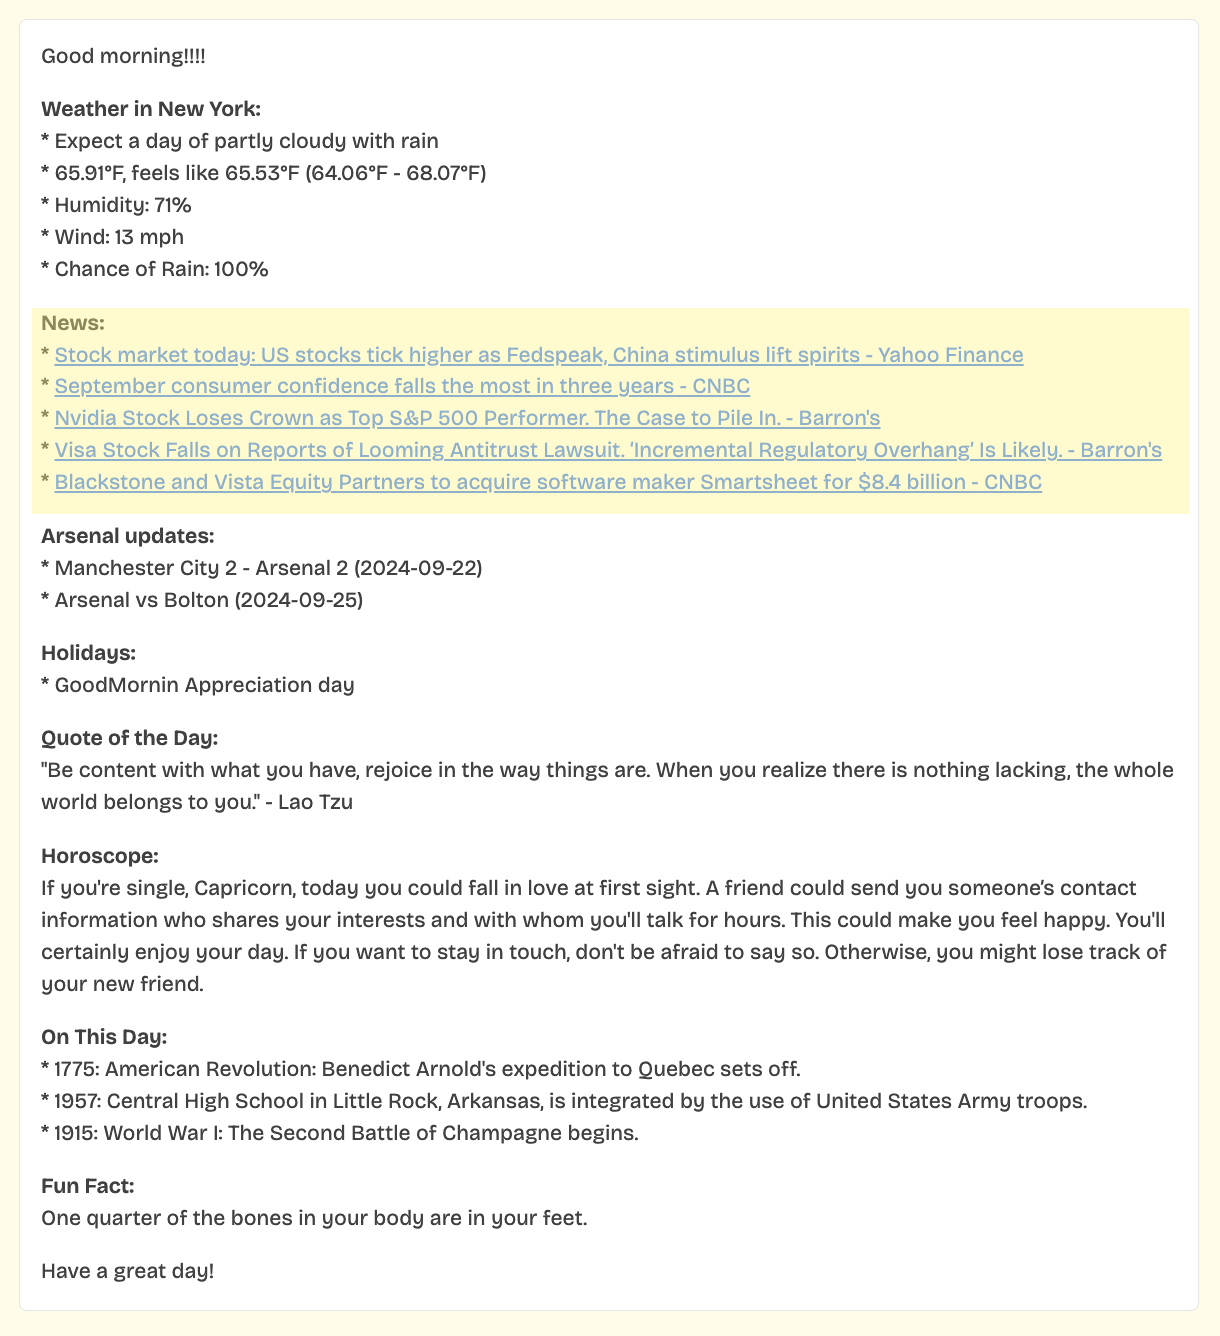 Good morning!!!!
Weather in New York:
* Expect a day of partly cloudy with rain
* 65.91°F, feels like 65.53°F (64.06°F - 68.07°F)
* Humidity: 71%
* Wind: 13 mph
* Chance of Rain: 100%
News:
* Stock market today: US stocks tick higher as Fedspeak, China stimulus lift spirits - Yahoo Finance
* September consumer confidence falls the most in three years - CNBC
* Nvidia Stock Loses Crown as Top S&P 500 Performer. The Case to Pile In. - Barron's
* Visa Stock Falls on Reports of Looming Antitrust Lawsuit. ‘Incremental Regulatory Overhang’ Is Likely. - Barron's
* Blackstone and Vista Equity Partners to acquire software maker Smartsheet for $8.4 billion - CNBC
Arsenal updates:
* Manchester City 2 - Arsenal 2 (2024-09-22)
* Arsenal vs Bolton (2024-09-25)
Holidays:
* GoodMornin Appreciation day
Quote of the Day:
"Be content with what you have, rejoice in the way things are. When you realize there is nothing lacking, the whole
world belongs to you." - Lao Tzu
Horoscope:
If you're single, Capricorn, today you could fall in love at first sight. A friend could send you someone’s contact
information who shares your interests and with whom you'll talk for hours. This could make you feel happy. You'll
certainly enjoy your day. If you want to stay in touch, don't be afraid to say so. Otherwise, you might lose track of
your new friend.
On This Day:
* 1775: American Revolution: Benedict Arnold's expedition to Quebec sets off.
* 1957: Central High School in Little Rock, Arkansas, is integrated by the use of United States Army troops.
* 1915: World War I: The Second Battle of Champagne begins.
Fun Fact:
One quarter of the bones in your body are in your feet.
Have a great day!